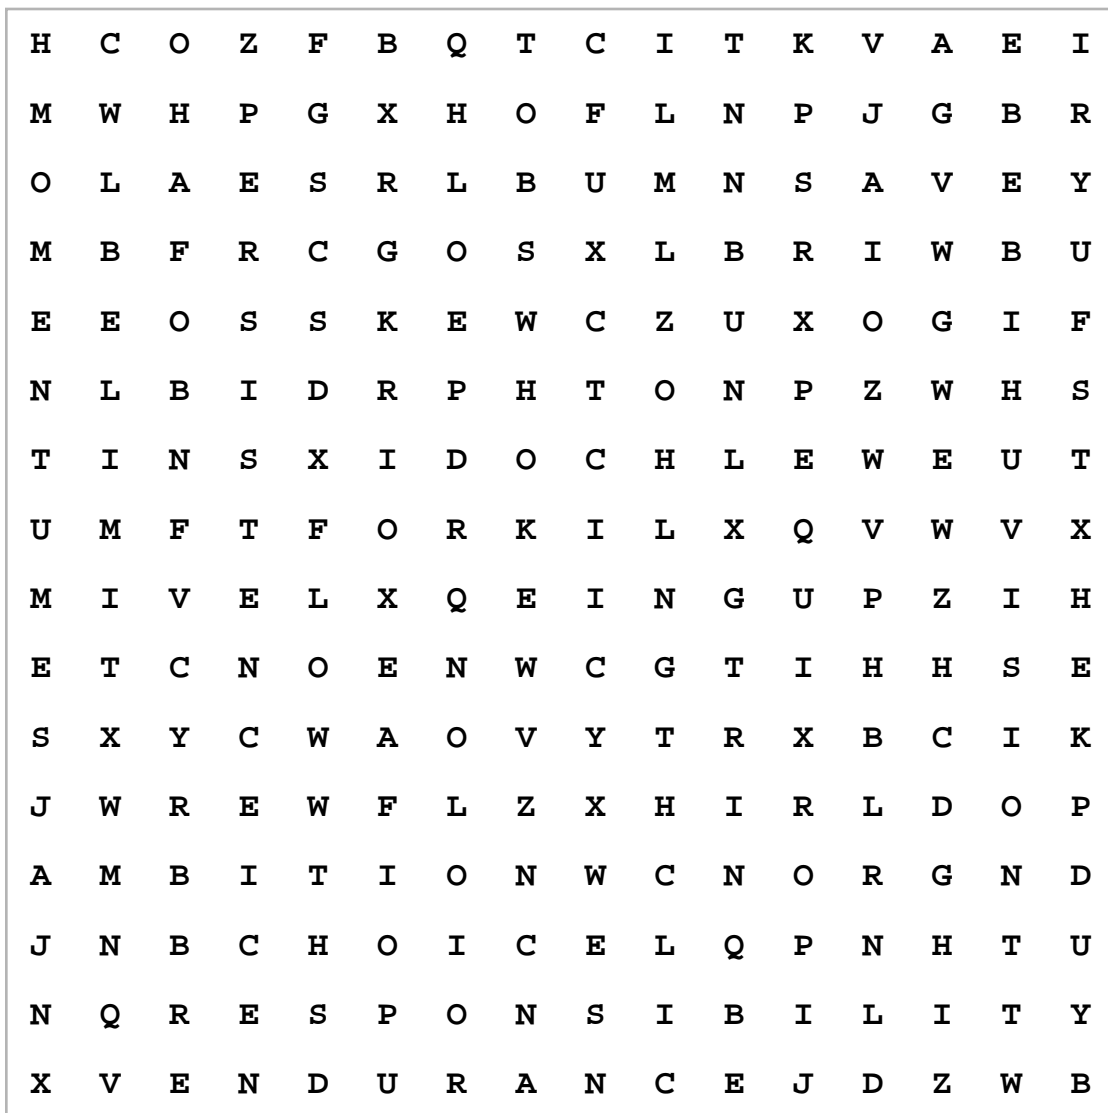 H C O Z F B Q T C I T K V A E I
M W H P G X H O F L N P J G B R
O L A E S R L B U M N S A V E Y
M B F R C G O S X L B R I W B U
E E O S S K E W C Z U X O G I F
N L B I D R P H T O N P Z W H S
T I N S X I D O C H L E W E U T
U M F T F O R K I L X Q V W V X
M I V E L X Q E I N G U P Z I H
E T C N O E N W C G T I H H S E
S X Y C W A O V Y T R X B C I K
J W R E W F L Z X H I R L D O P
A M B I T I O N W C N O R G N D
J N B C H O I C E L Q P N H T U
N Q R E S P O N S I B I L I T Y
X V E N D U R A N C E J D Z W B